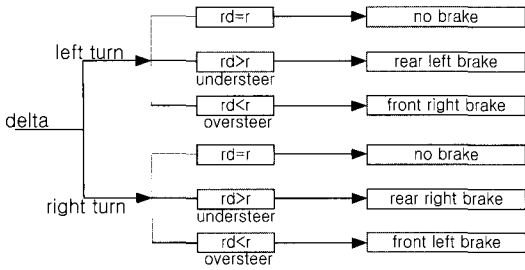 rd=r no brake
left turn
rd>r rear left brake
understeer
rd<r front right brake
oversteer
delta
rd=r no brake
right turn
rd>r rear right brake
understeer
rd<r front left brake
oversteer